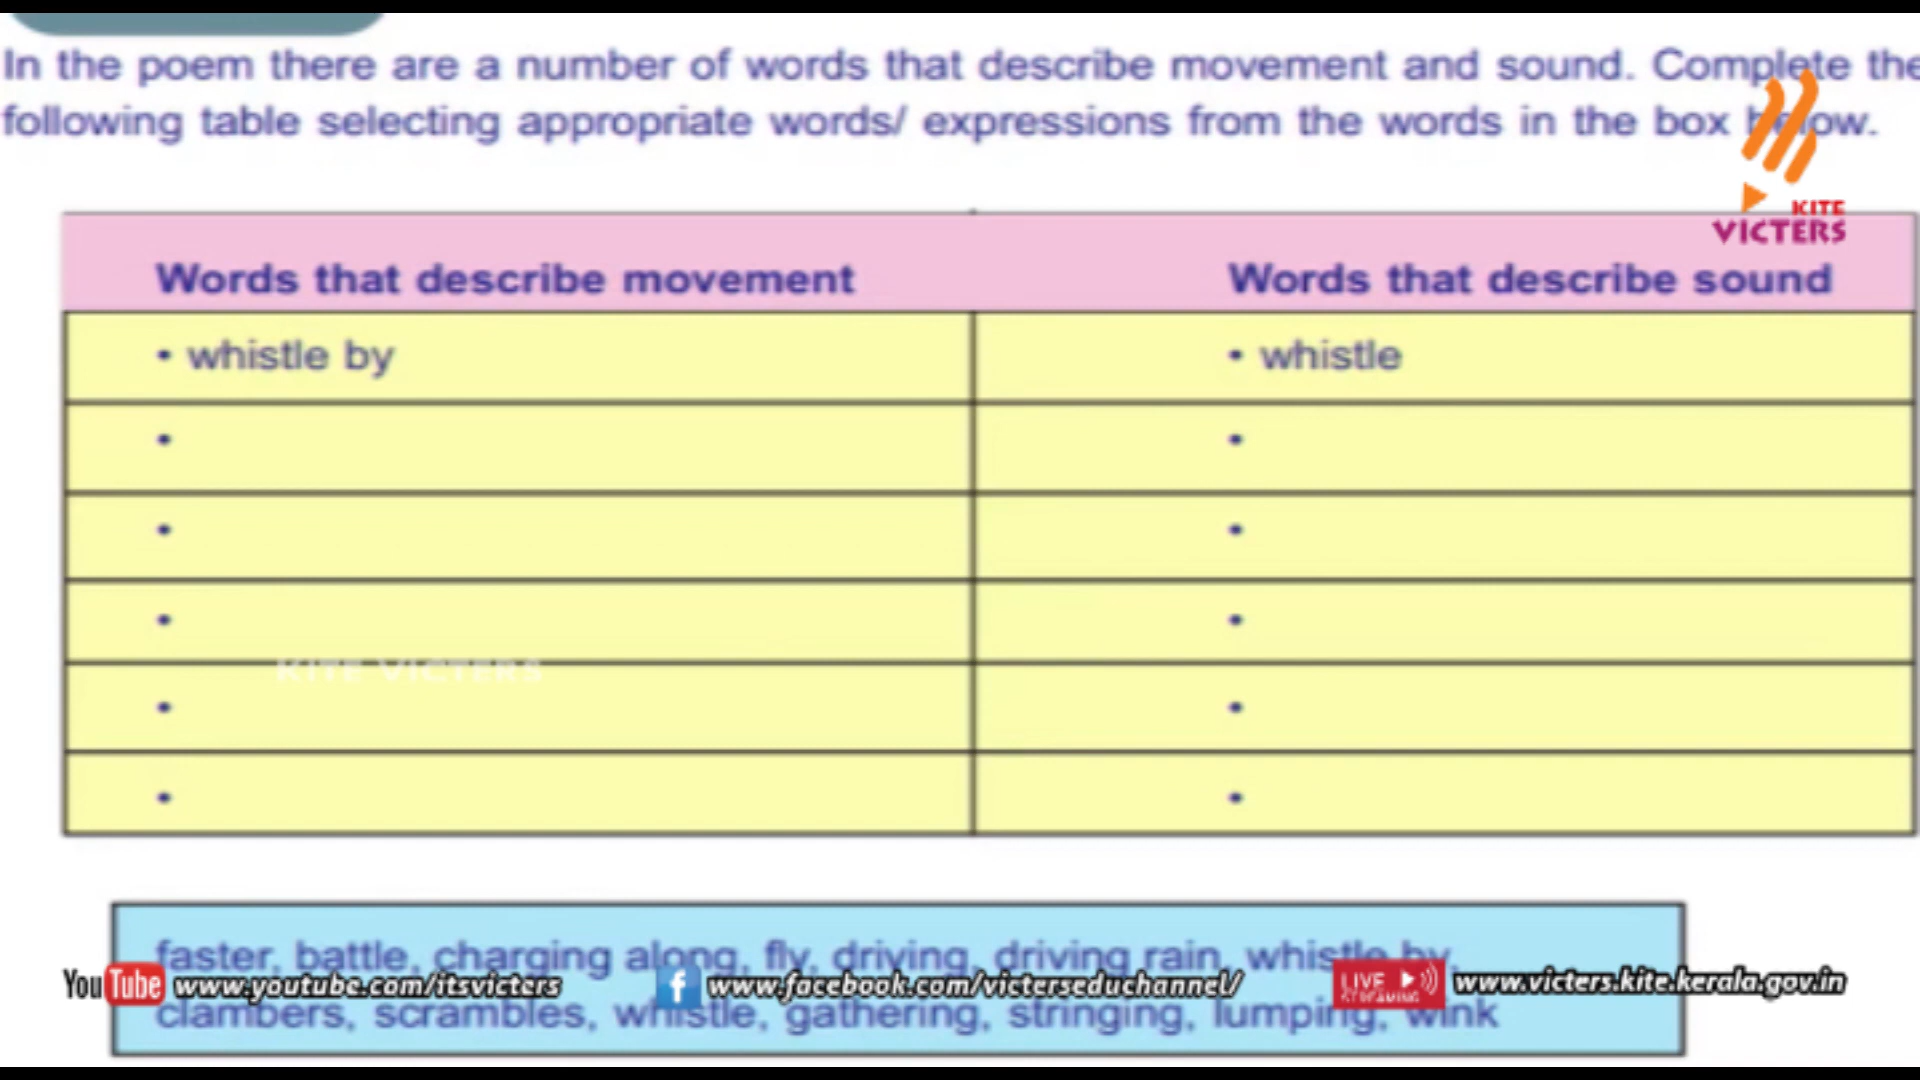 In the poem there are a number of words that describe movement and sound. Complete the
following table selecting appropriate words/ expressions from the words in the box below.
KITE
VICTERS
Words that describe movement
Words that describe sound
• whistle by
• whistle
•
•
•
•
•
•
•
•
KITE VICTERS
•
•
faster, battle, charging along, fly, driving, driving rain, whistle by,
You Tube www.youtube.com/itsvicters
f www.facebook.com/victerseduchannel/
LIVE
STREAMING
www.victers.kite.kerala.gov.in
clambers, scrambles, whistle, gathering, stringing, lumping, wink